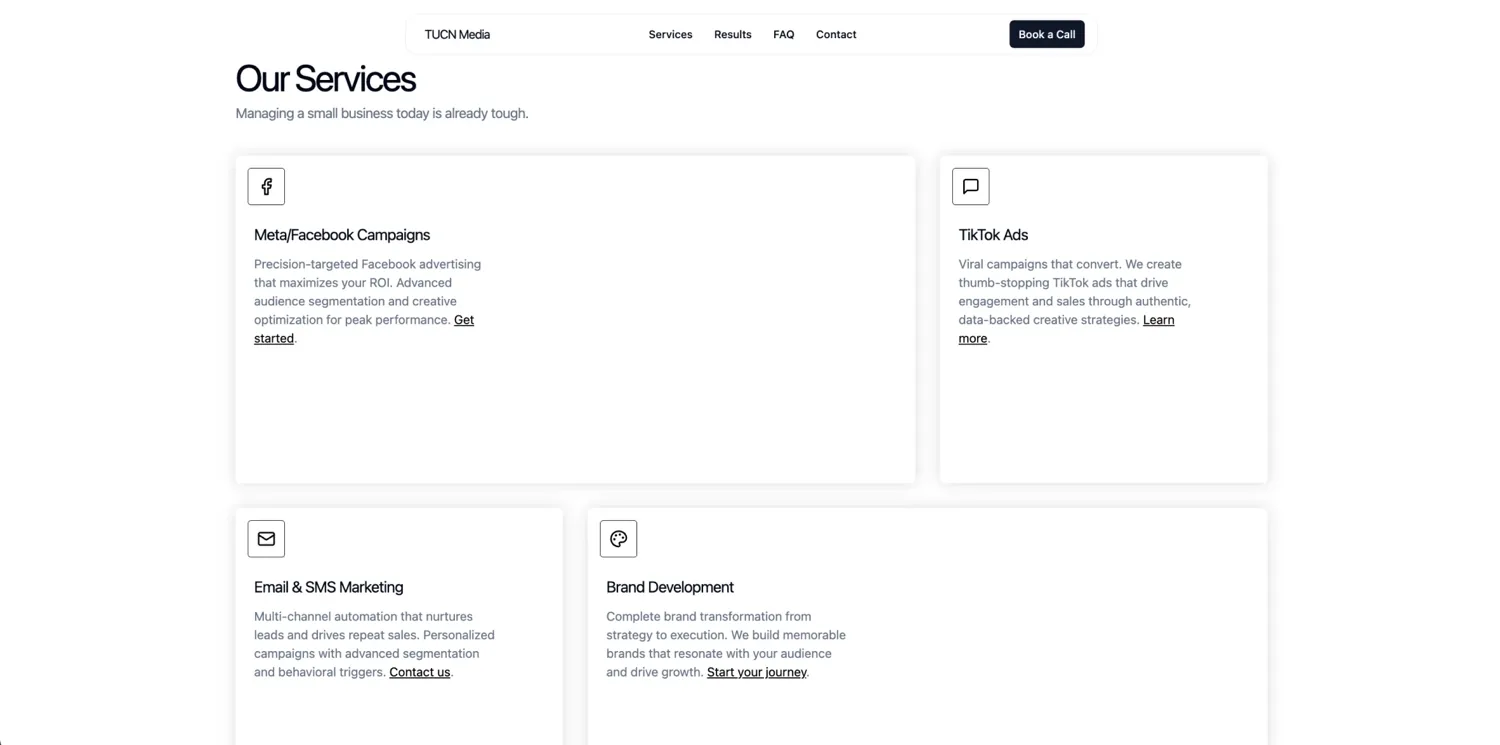 TUCN Media
Services
Results
FAQ
Contact
Book a Call
Our Services
Managing a small business today is already tough.
Meta/Facebook Campaigns
Precision-targeted Facebook advertising
that maximizes your ROI. Advanced
audience segmentation and creative
optimization for peak performance. Get
started.
TikTok Ads
Viral campaigns that convert. We create
thumb-stopping TikTok ads that drive
engagement and sales through authentic,
data-backed creative strategies. Learn
more.
Email & SMS Marketing
Multi-channel automation that nurtures
leads and drives repeat sales. Personalized
campaigns with advanced segmentation
and behavioral triggers. Contact us.
Brand Development
Complete brand transformation from
strategy to execution. We build memorable
brands that resonate with your audience
and drive growth. Start your journey.